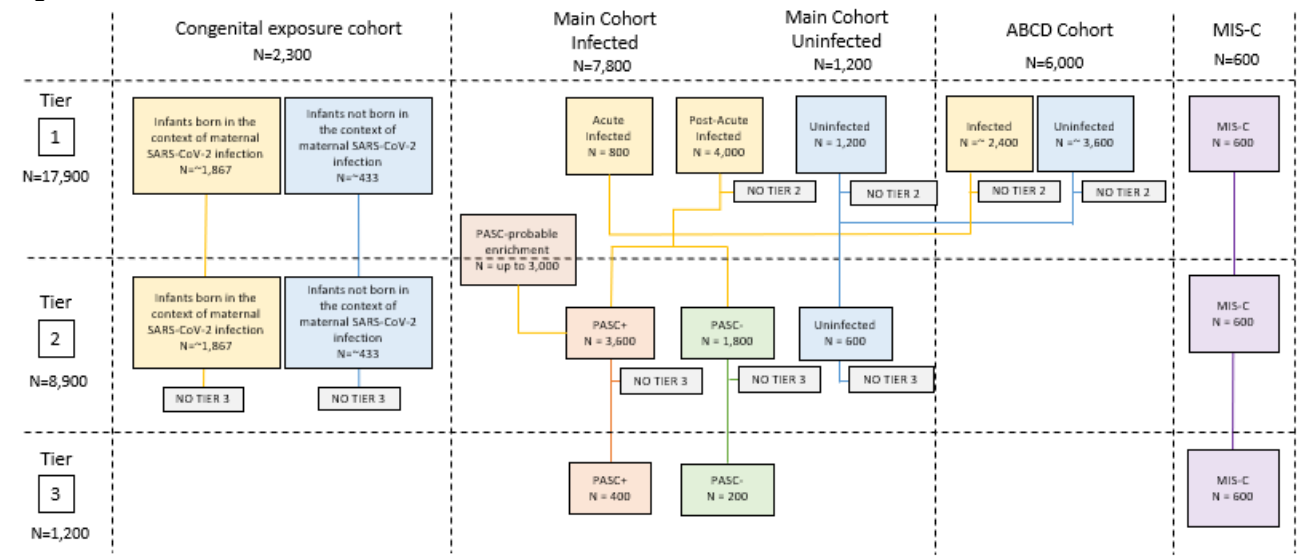 Congenital exposure cohort
N=2,300
Main Cohort
Infected
N=7,800
Main Cohort
Uninfected
N=1,200
ABCD Cohort
N=6,000
MIS-C
N=600
Tier
1
N=17,900
Infants born in the
context of maternal
SARS-CoV-2 infection
N=~1,867
Infants not born in
the context of
maternal SARS-CoV-2
infection
N=~433
Acute
Infected
N = 800
Post-Acute
Infected
N = 4,000
Uninfected
N = 1,200
Infected
N =~ 2,400
Uninfected
N =~ 3,600
MIS-C
N = 600
NO TIER 2
NO TIER 2
NO TIER 2
NO TIER 2
PASC-probable
enrichment
N = up to 3,000
Tier
2
N=8,900
Infants born in the
context of maternal
SARS-CoV-2 infection
N=~1,867
Infants not born in
the context of
maternal SARS-CoV-2
infection
N=~433
PASC+
N = 3,600
PASC-
N = 1,800
Uninfected
N = 600
MIS-C
N = 600
NO TIER 3
NO TIER 3
NO TIER 3
NO TIER 3
NO TIER 3
Tier
3
N=1,200
PASC+
N = 400
PASC-
N = 200
MIS-C
N = 600